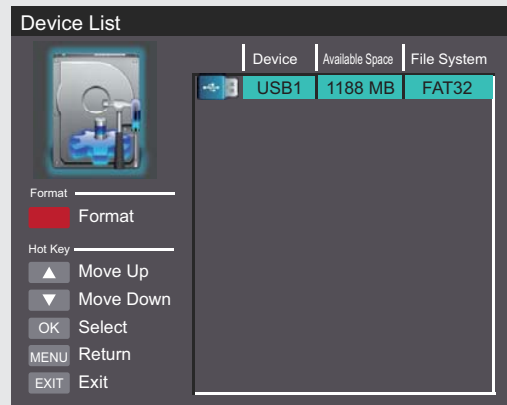 Device List
Device Available Space File System
USB1 1188 MB FAT32
Format
Format
Hot Key
Move Up
Move Down
OK Select
MENU Return
EXIT Exit